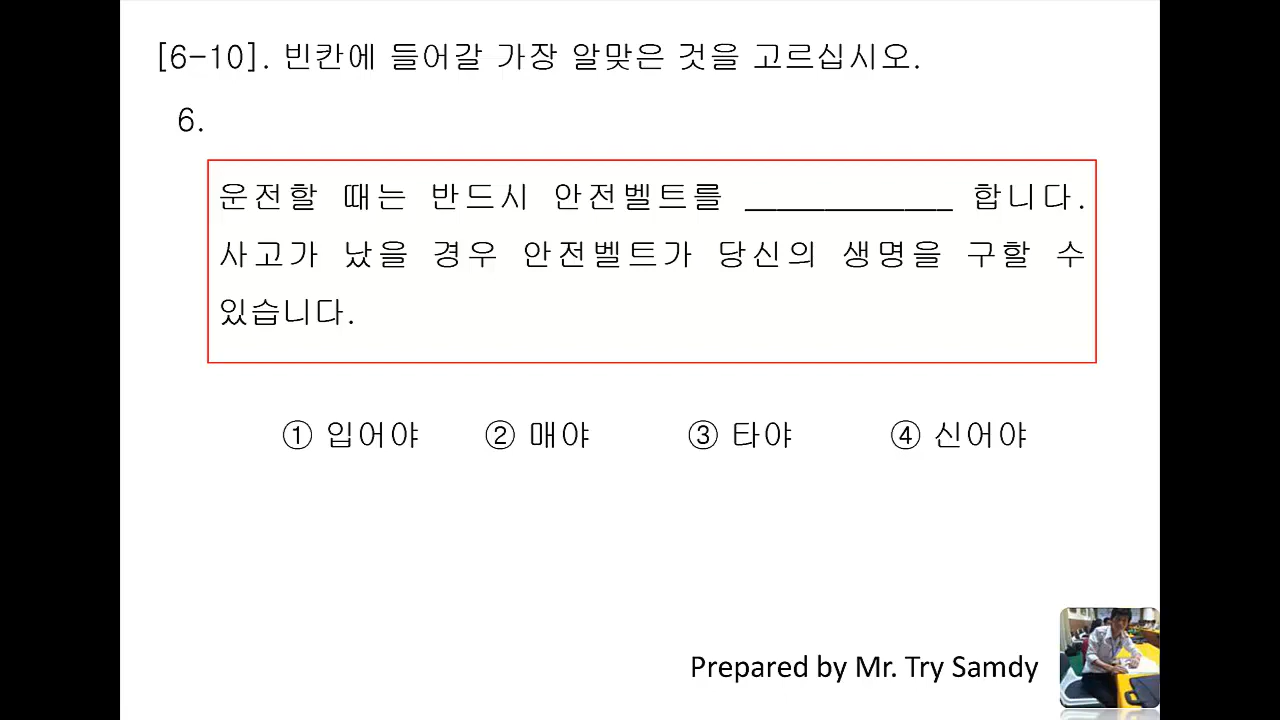 [6-10]. 빈칸에 들어갈 가장 알맞은 것을 고르십시오.
6.
운전할 때는 반드시 안전벨트를 _____________ 합니다.
사고가 났을 경우 안전벨트가 당신의 생명을 구할 수
있습니다.
① 입어야 ② 매야 ③ 타야 ④ 신어야
Prepared by Mr. Try Samdy